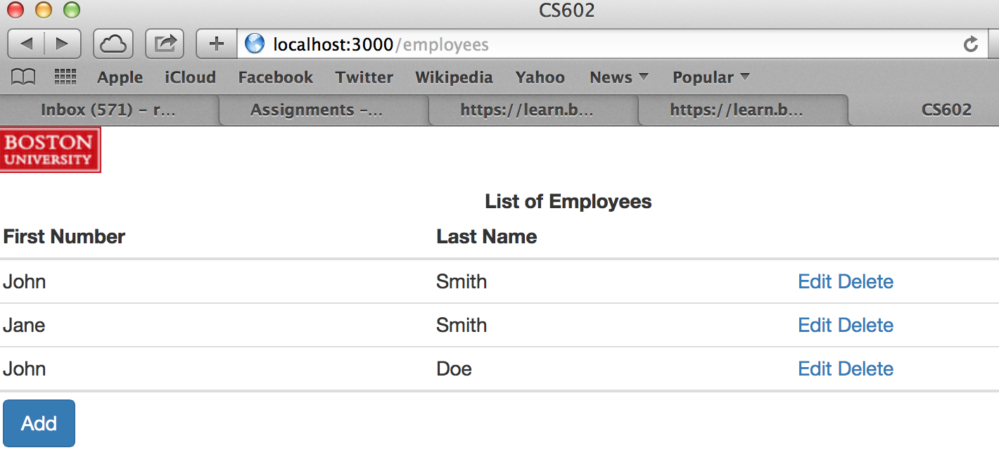 CS602
localhost:3000/employees
Apple iCloud Facebook Twitter Wikipedia Yahoo News Popular
Inbox (571) – r... Assignments –... https://learn.b... https://learn.b... CS602
BOSTON
UNIVERSITY
List of Employees
First Number Last Name
John Smith Edit Delete
Jane Smith Edit Delete
John Doe Edit Delete
Add